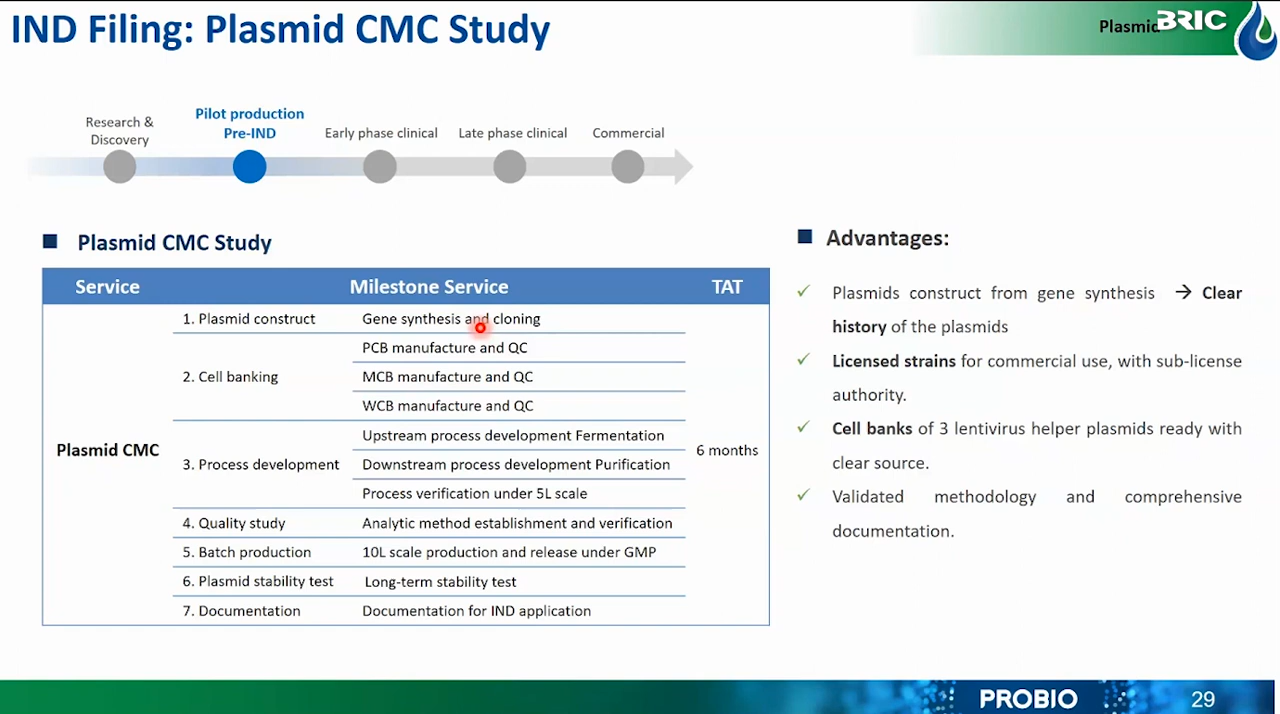 IND Filing: Plasmid CMC Study
Plasmid
BRIC
Research &
Discovery
Pilot production
Pre-IND
Early phase clinical
Late phase clinical
Commercial
Plasmid CMC Study
Service Milestone Service TAT
1. Plasmid construct Gene synthesis and cloning
PCB manufacture and QC
2. Cell banking MCB manufacture and QC
WCB manufacture and QC
Upstream process development Fermentation
Plasmid CMC 3. Process development Downstream process development Purification 6 months
Process verification under 5L scale
4. Quality study Analytic method establishment and verification
5. Batch production 10L scale production and release under GMP
6. Plasmid stability test Long-term stability test
7. Documentation Documentation for IND application
Advantages:
✓ Plasmids construct from gene synthesis → Clear
history of the plasmids
✓ Licensed strains for commercial use, with sub-license
authority.
✓ Cell banks of 3 lentivirus helper plasmids ready with
clear source.
✓ Validated methodology and comprehensive
documentation.
PROBIO
29